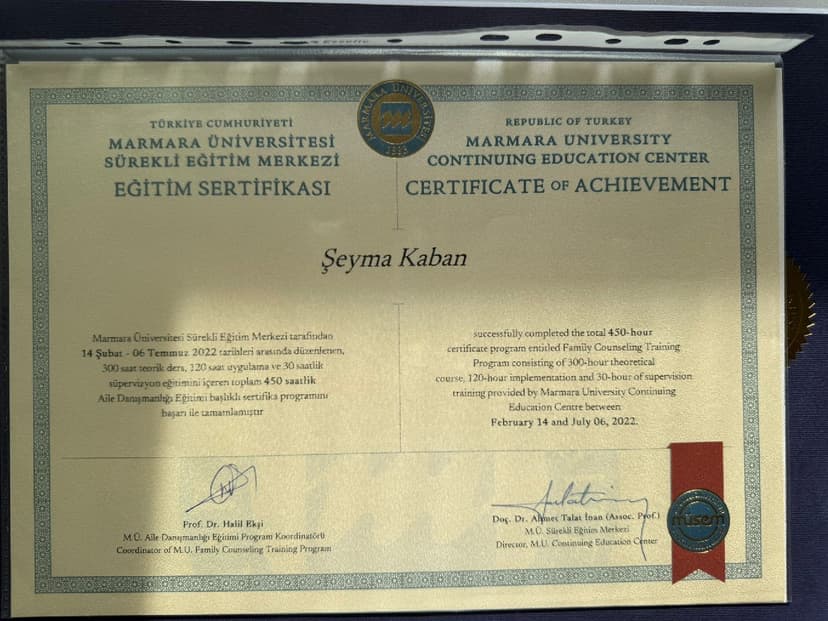 TÜRKİYE CUMHURİYETİ
MARMARA ÜNİVERSİTESİ
SÜREKLİ EĞİTİM MERKEZİ
EĞİTİM SERTİFİKASI
MARMARA ÜNİVERSİTESİ
1883
REPUBLIC OF TURKEY
MARMARA UNIVERSITY
CONTINUING EDUCATION CENTER
CERTIFICATE OF ACHIEVEMENT
Şeyma Kaban
Marmara Üniversitesi Sürekli Eğitim Merkezi tarafından
14 Şubat - 06 Temmuz 2022 tarihleri arasında düzenlenen,
300 saat teorik ders, 120 saat uygulama ve 30 saatlik
süpervizyon eğitimini içeren toplam 450 saatlik
Aile Danışmanlığı Eğitimi başlıklı sertifika programını
başarı ile tamamlamıştır
successfully completed the total 450-hour
certificate program entitled Family Counseling Training
Program consisting of 300-hour theoretical
course, 120-hour implementation and 30-hour of supervision
training provided by Marmara University Continuing
Education Centre between
February 14 and July 06, 2022.
Prof. Dr. Halil Ekşi
M.Ü. Aile Danışmanlığı Eğitimi Program Koordinatörü
Coordinator of M.U. Family Counseling Training Program
Doç. Dr. Ahmet Talat İnan (Assoc. Prof.)
M.Ü. Sürekli Eğitim Merkezi
Director, M.U. Continuing Education Center
müsem